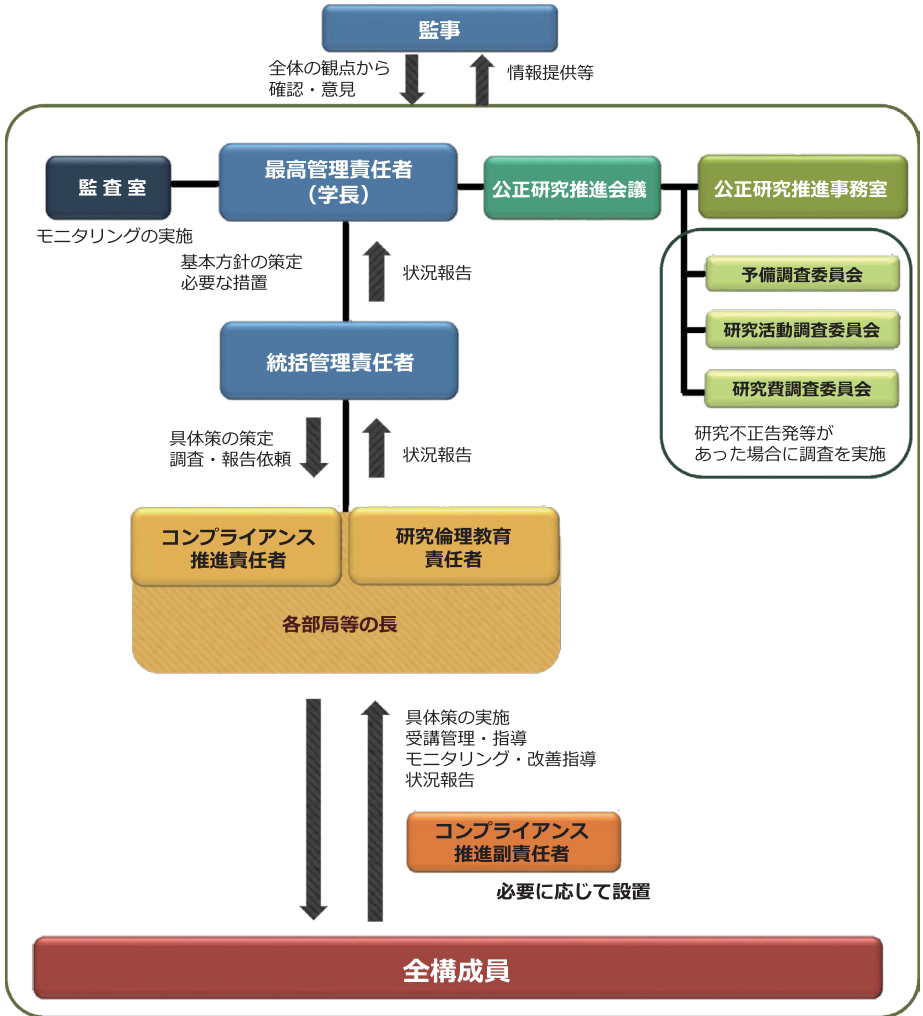 監事
全体の観点から
確認・意見
情報提供等
監査室
モニタリングの実施
最高管理責任者
（学長）
公正研究推進会議
公正研究推進事務室
基本方針の策定
必要な措置
状況報告
予備調査委員会
研究活動調査委員会
研究費調査委員会
研究不正告発等が
あった場合に調査を実施
統括管理責任者
具体策の策定
調査・報告依頼
状況報告
コンプライアンス
推進責任者
研究倫理教育
責任者
各部局等の長
具体策の実施
受講管理・指導
モニタリング・改善指導
状況報告
コンプライアンス
推進副責任者
必要に応じて設置
全構成員